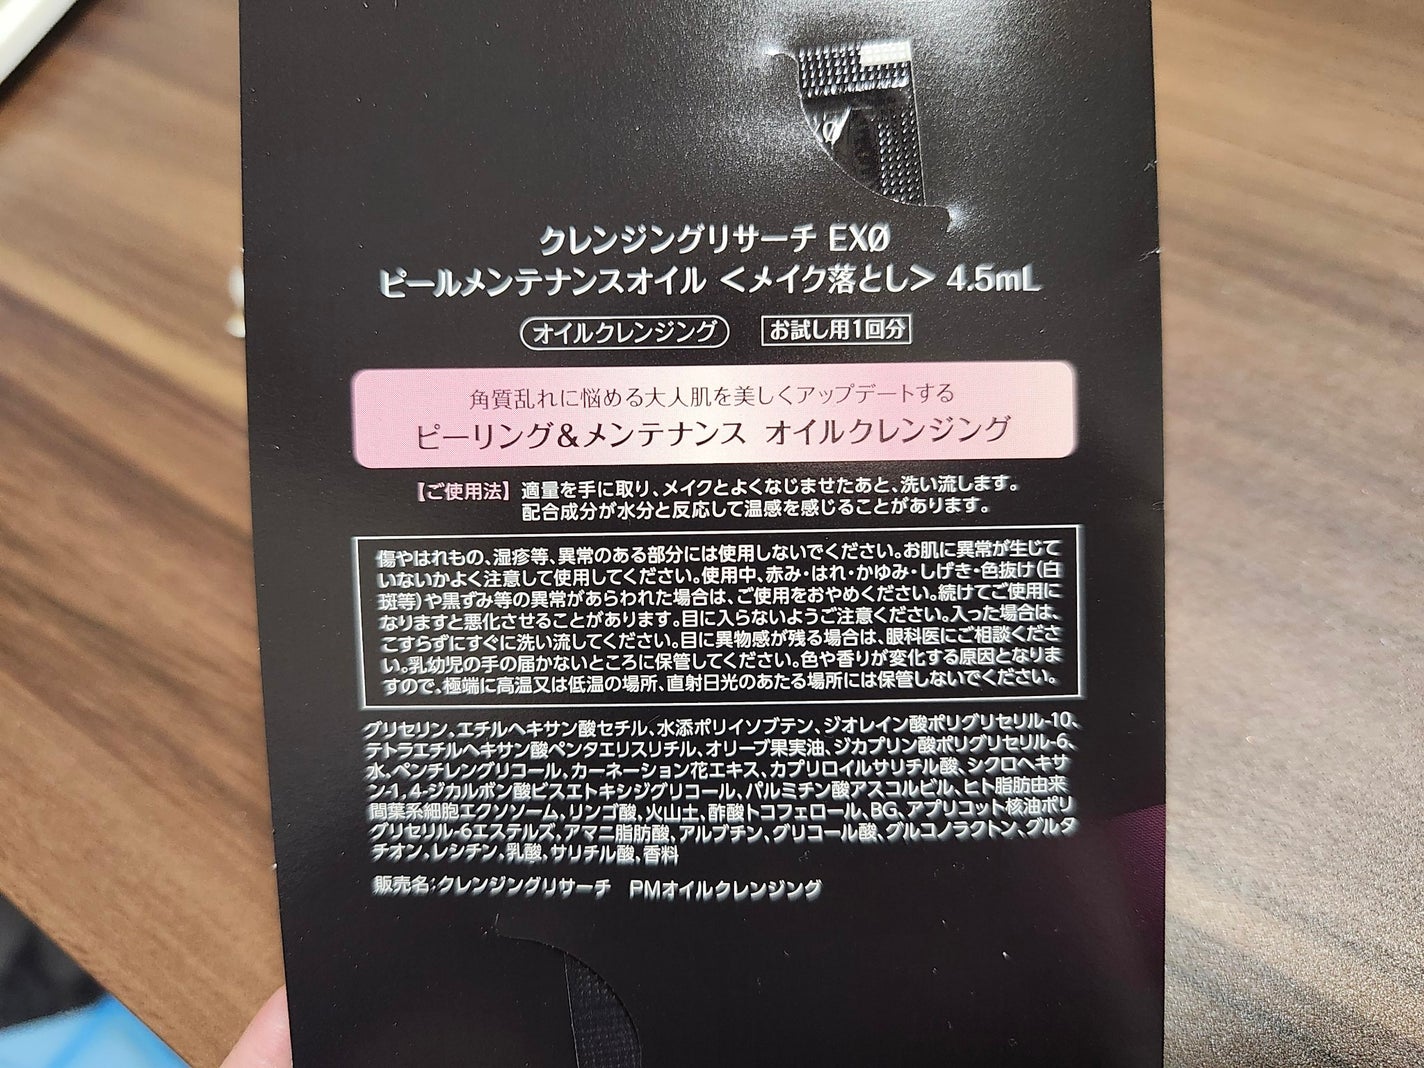 クレンジングリサーチ EXØ
ピールメンテナンスオイル <メイク落とし> 4.5mL
オイルクレンジング お試し用1回分
角質乱れに悩める大人肌を美しくアップデートする
ピーリング&メンテナンス オイルクレンジング
【ご使用法】適量を手に取り、メイクとよくなじませたあと、洗い流します。
配合成分が水分と反応して温感を感じることがあります。
傷やはれもの、湿疹等、異常のある部分には使用しないでください。お肌に異常が生じて
いないかよく注意して使用してください。使用中、赤み・はれ・かゆみ・しげき・色抜け(白
斑等)や黒ずみ等の異常があらわれた場合は、ご使用をおやめください。続けてご使用に
なりますと悪化させることがあります。目に入らないようご注意ください。入った場合は、
こすらずにすぐに洗い流してください。目に異物感が残る場合は、眼科医にご相談くださ
い。乳幼児の手の届かないところに保管してください。色や香りが変化する原因となりま
すので、極端に高温又は低温の場所、直射日光のあたる場所には保管しないでください。
グリセリン、エチルヘキサン酸セチル、水添ポリイソブテン、ジオレイン酸ポリグリセリル-10、
テトラエチルヘキサン酸ペンタエリスリチル、オリーブ果実油、ジカプリン酸ポリグリセリル-6、
水、ペンチレングリコール、カーネーション花エキス、カプリロイルサリチル酸、シクロヘキサ
ン-1,4-ジカルボン酸ビスエトキシジグリコール、パルミチン酸アスコルビル、ヒト脂肪由来
間葉系細胞エクソソーム、リンゴ酸、火山土、酢酸トコフェロール、BG、アプリコット核油ポリ
グリセリル-6エステルズ、アマニ脂肪酸、アルブチン、グリコール酸、グルコノラクトン、グルタ
チオン、レシチン、乳酸、サリチル酸、香料
販売名:クレンジングリサーチ PMオイルクレンジング